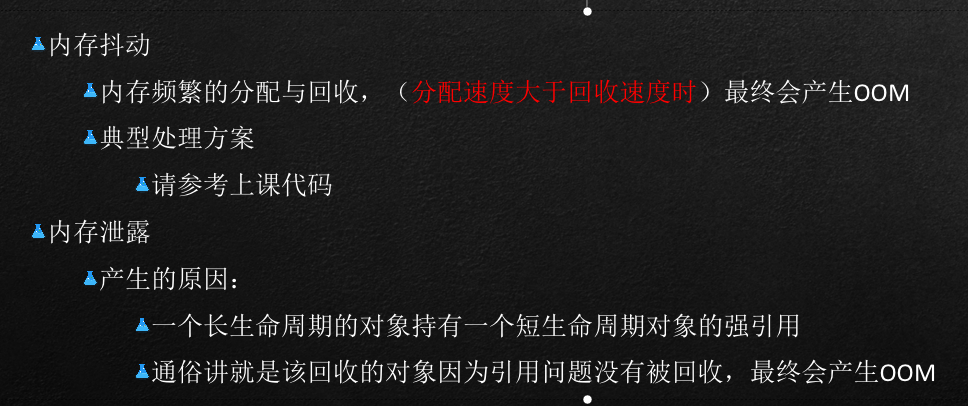 内存抖动
内存频繁的分配与回收，（分配速度大于回收速度时）最终会产生OOM
典型处理方案
请参考上课代码
内存泄露
产生的原因：
一个长生命周期的对象持有一个短生命周期对象的强引用
通俗讲就是该回收的对象因为引用问题没有被回收，最终会产生OOM